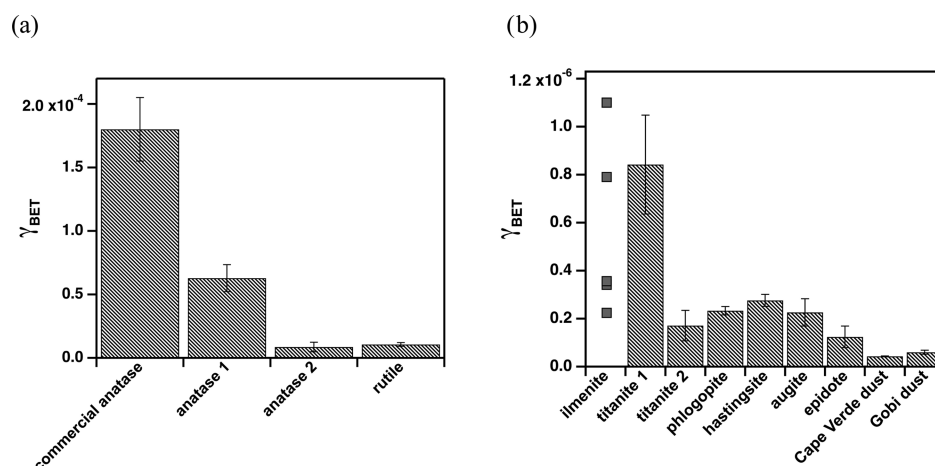 (a)
(b)
2.0 x10-4
1.5
1.0
0.5
0.0
γBET
commercial anatase
anatase 1
anatase 2
rutile
1.2 x10-6
1.0
0.8
0.6
0.4
0.2
0.0
γBET
ilmenite
titanite 1
titanite 2
phlogopite
hastingsite
augite
epidote
Cape Verde dust
Gobi dust